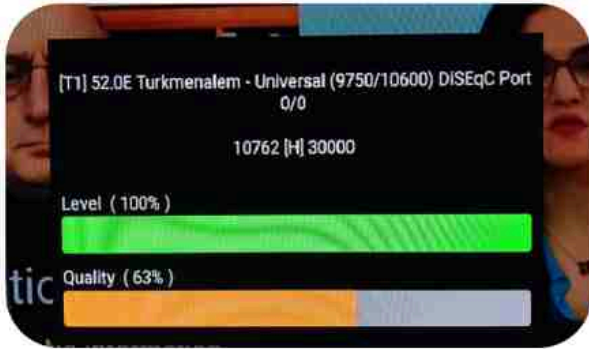 [T1] 52.0E Turkmenalem - Universal (9750/10600) DiSEqC Port
0/0
10762 [H] 30000
Level ( 100% )
tic
Quality ( 63% )